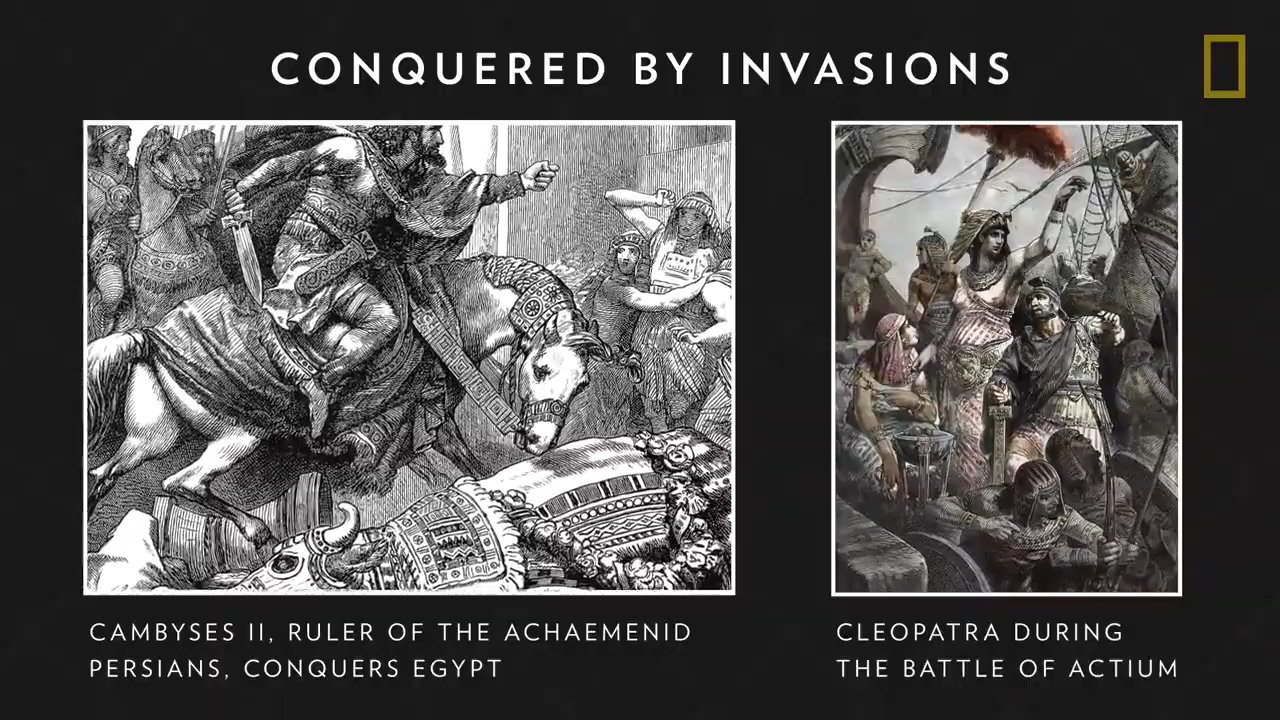 CONQUERED BY INVASIONS
CAMBYSES II, RULER OF THE ACHAEMENID
PERSIANS, CONQUERS EGYPT
CLEOPATRA DURING
THE BATTLE OF ACTIUM